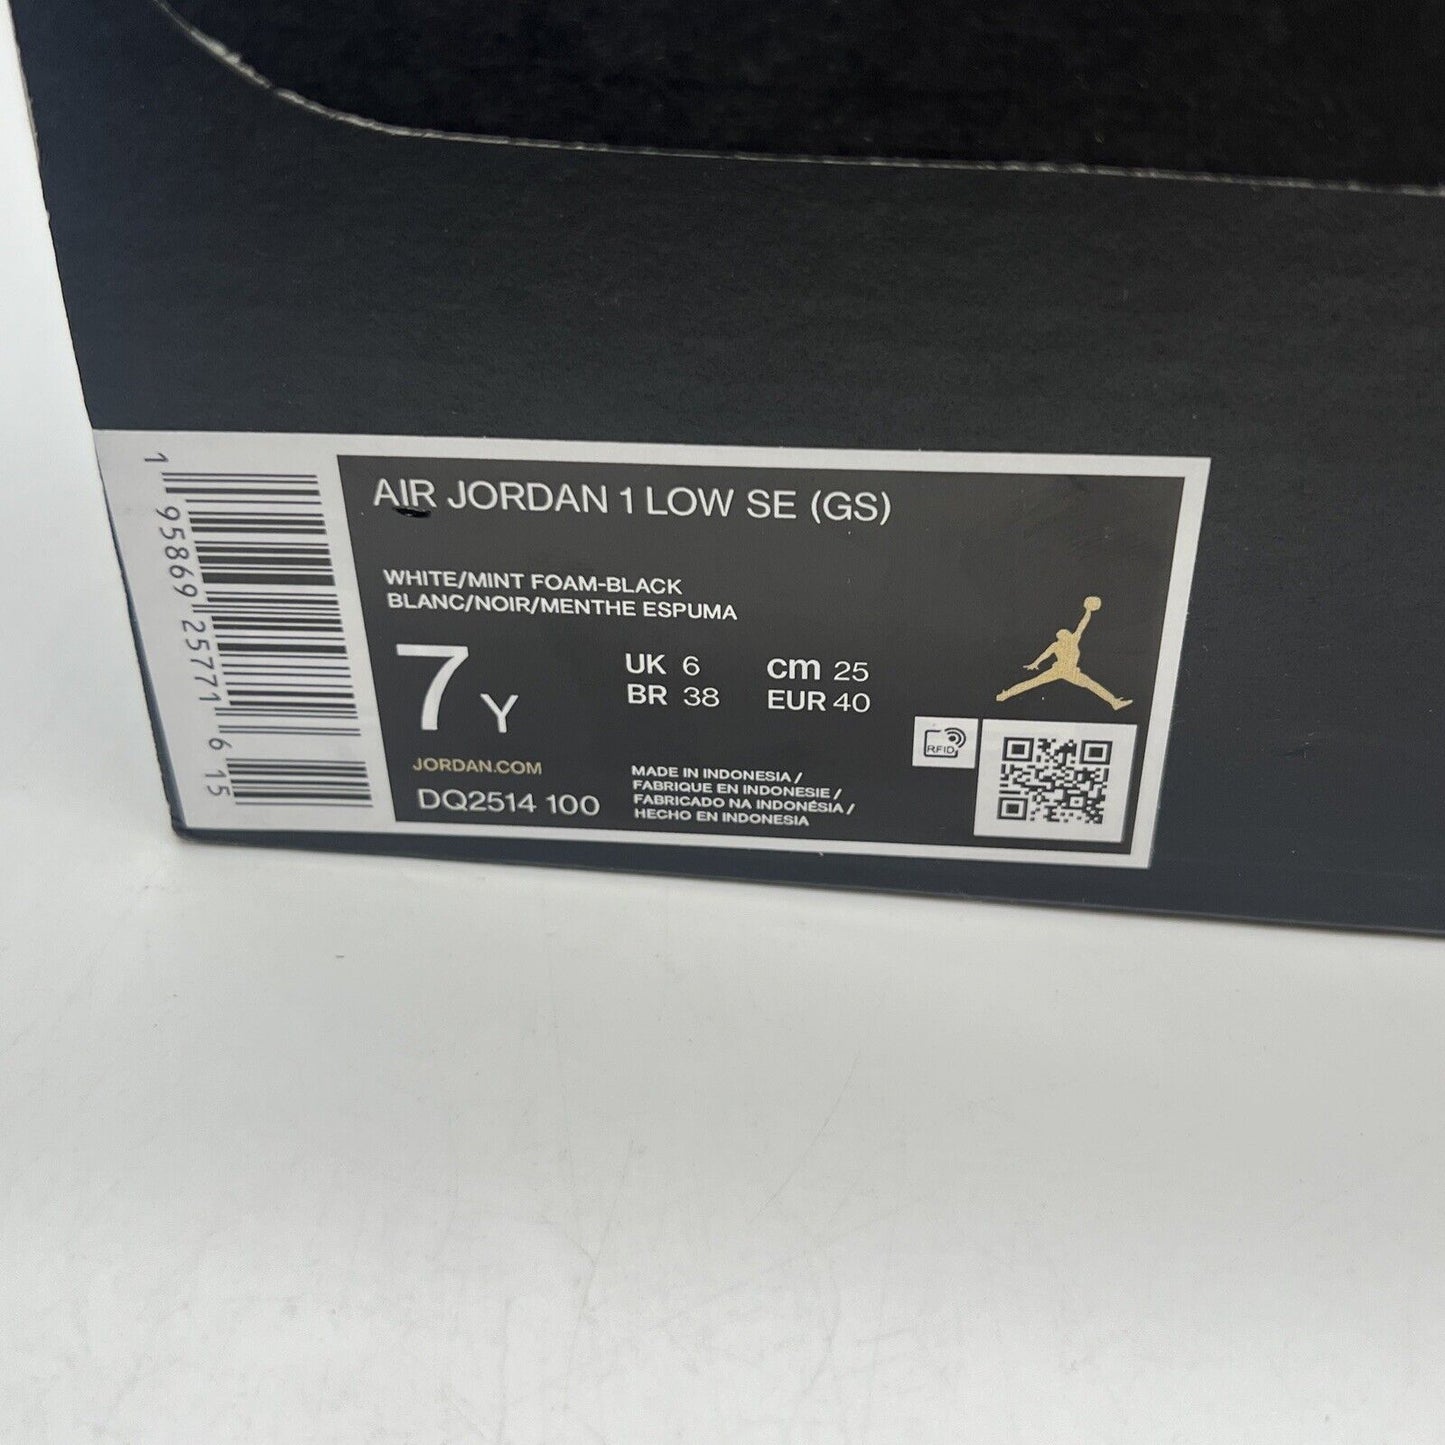 AIR JORDAN 1 LOW SE (GS)
WHITE/MINT FOAM-BLACK
BLANC/NOIR/MENTHE ESPUMA
7 Y
UK 6 cm 25
BR 38 EUR 40
JORDAN.COM
DQ2514 100
MADE IN INDONESIA /
FABRIQUE EN INDONESIE /
FABRICADO NA INDONÉSIA /
HECHO EN INDONESIA
RFID
1 95869 25771 6 15